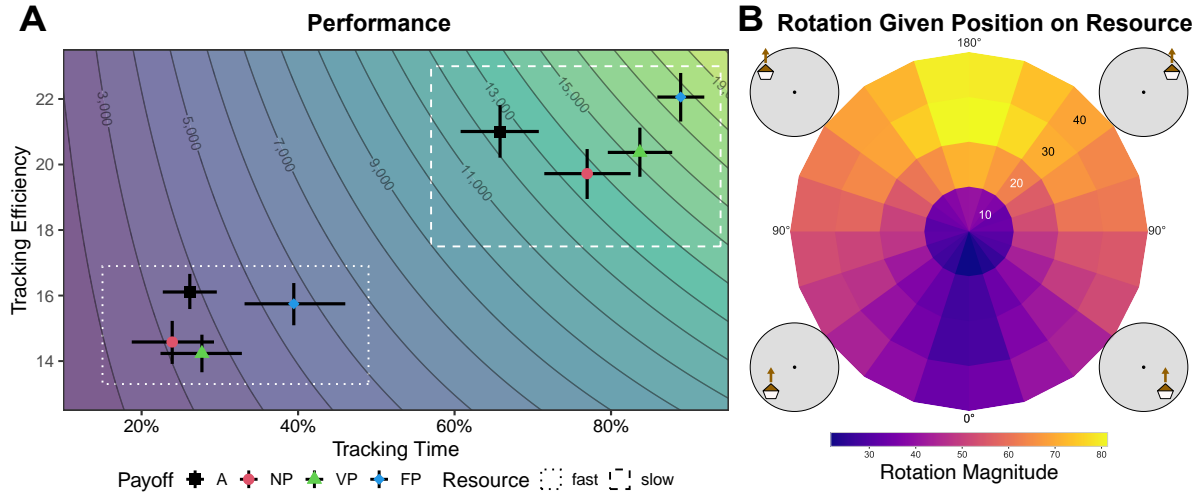 A
Performance
Tracking Efficiency
22
20
18
16
14
3,000
5,000
7,000
9,000
11,000
13,000
15,000
19,
20%
40%
60%
80%
Tracking Time
Payoff A NP VP FP Resource fast slow
B
Rotation Given Position on Resource
180°
40
30
20
10
90°
90°
0°
30 40 50 60 70 80
Rotation Magnitude